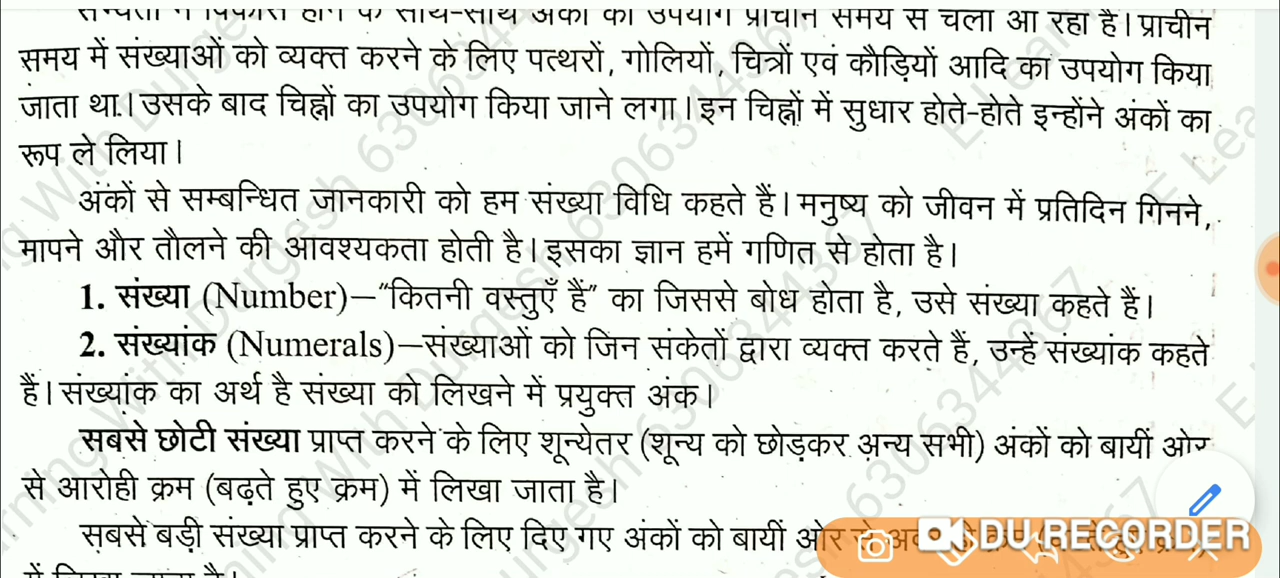 सभ्यता में विकास होने के साथ-साथ अंकों का उपयोग प्राचीन समय से चला आ रहा है। प्राचीन
समय में संख्याओं को व्यक्त करने के लिए पत्थरों, गोलियों, चित्रों एवं कौड़ियों आदि का उपयोग किया
जाता था। उसके बाद चिह्नों का उपयोग किया जाने लगा। इन चिह्नों में सुधार होते-होते इन्होंने अंकों का
रूप ले लिया।
अंकों से सम्बन्धित जानकारी को हम संख्या विधि कहते हैं। मनुष्य को जीवन में प्रतिदिन गिनने,
मापने और तौलने की आवश्यकता होती है। इसका ज्ञान हमें गणित से होता है।
1. संख्या (Number)—“कितनी वस्तुएँ हैं” का जिससे बोध होता है, उसे संख्या कहते हैं।
2. संख्यांक (Numerals)—संख्याओं को जिन संकेतों द्वारा व्यक्त करते हैं, उन्हें संख्यांक कहते
हैं। संख्यांक का अर्थ है संख्या को लिखने में प्रयुक्त अंक।
सबसे छोटी संख्या प्राप्त करने के लिए शून्येतर (शून्य को छोड़कर अन्य सभी) अंकों को बायीं ओर
से आरोही क्रम (बढ़ते हुए क्रम) में लिखा जाता है।
सबसे बड़ी संख्या प्राप्त करने के लिए दिए गए अंकों को बायीं ओर से
DU RECORDER